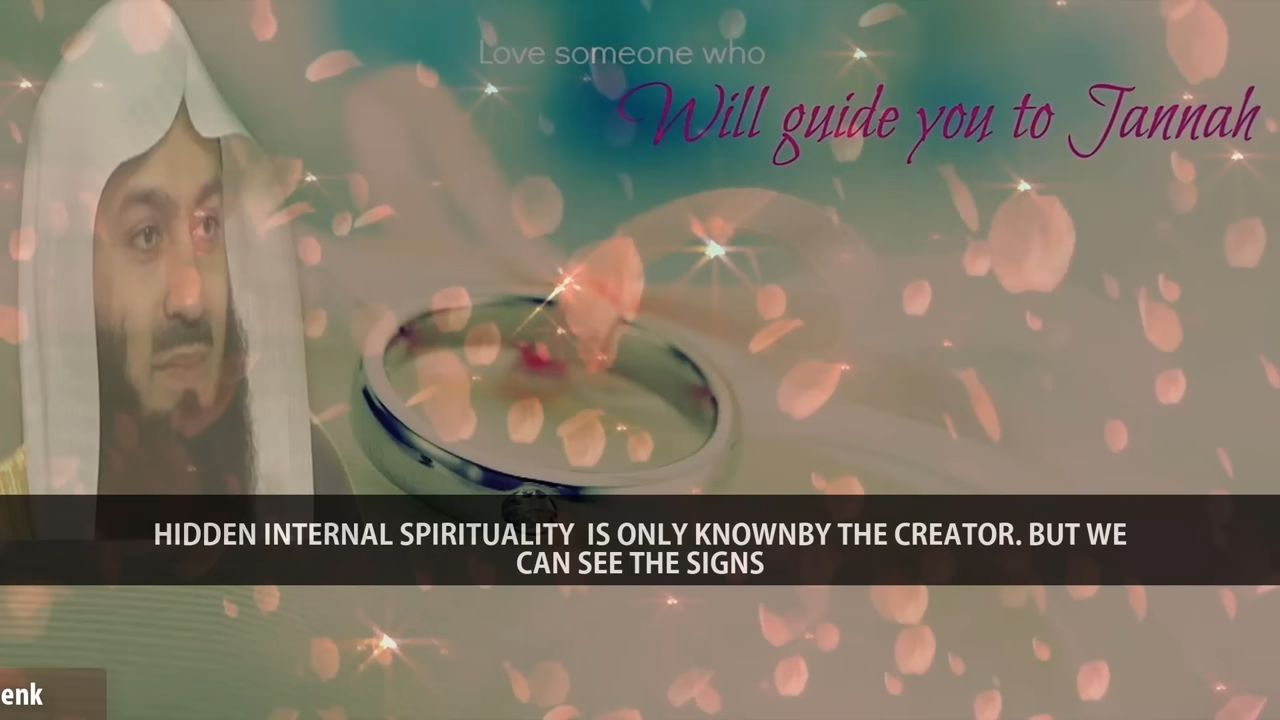 Love someone who
Will guide you to Jannah
HIDDEN INTERNAL SPIRITUALITY IS ONLY KNOWNBY THE CREATOR. BUT WE
CAN SEE THE SIGNS
enk